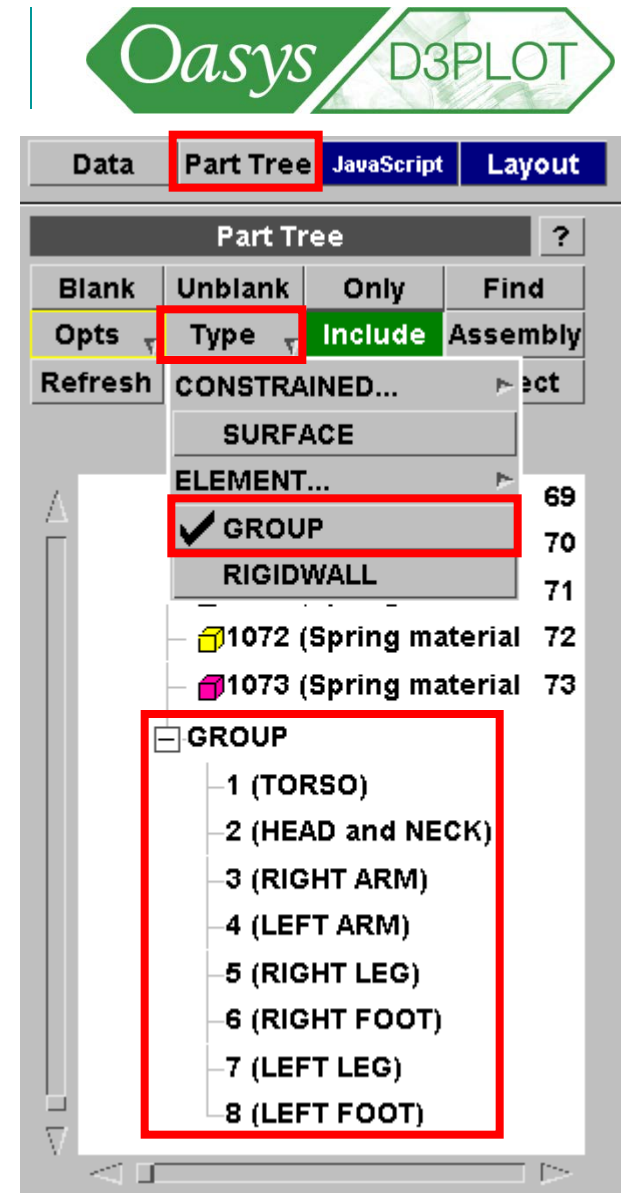 Oasys D3PLOT
Data Part Tree JavaScript Layout
Part Tree ?
Blank Unblank Only Find
Opts Type Include Assembly
Refresh CONSTRAINED... ect
SURFACE
ELEMENT...
69
GROUP
70
RIGIDWALL
71
1072 (Spring material 72
1073 (Spring material 73
GROUP
1 (TORSO)
2 (HEAD and NECK)
3 (RIGHT ARM)
4 (LEFT ARM)
5 (RIGHT LEG)
6 (RIGHT FOOT)
7 (LEFT LEG)
8 (LEFT FOOT)